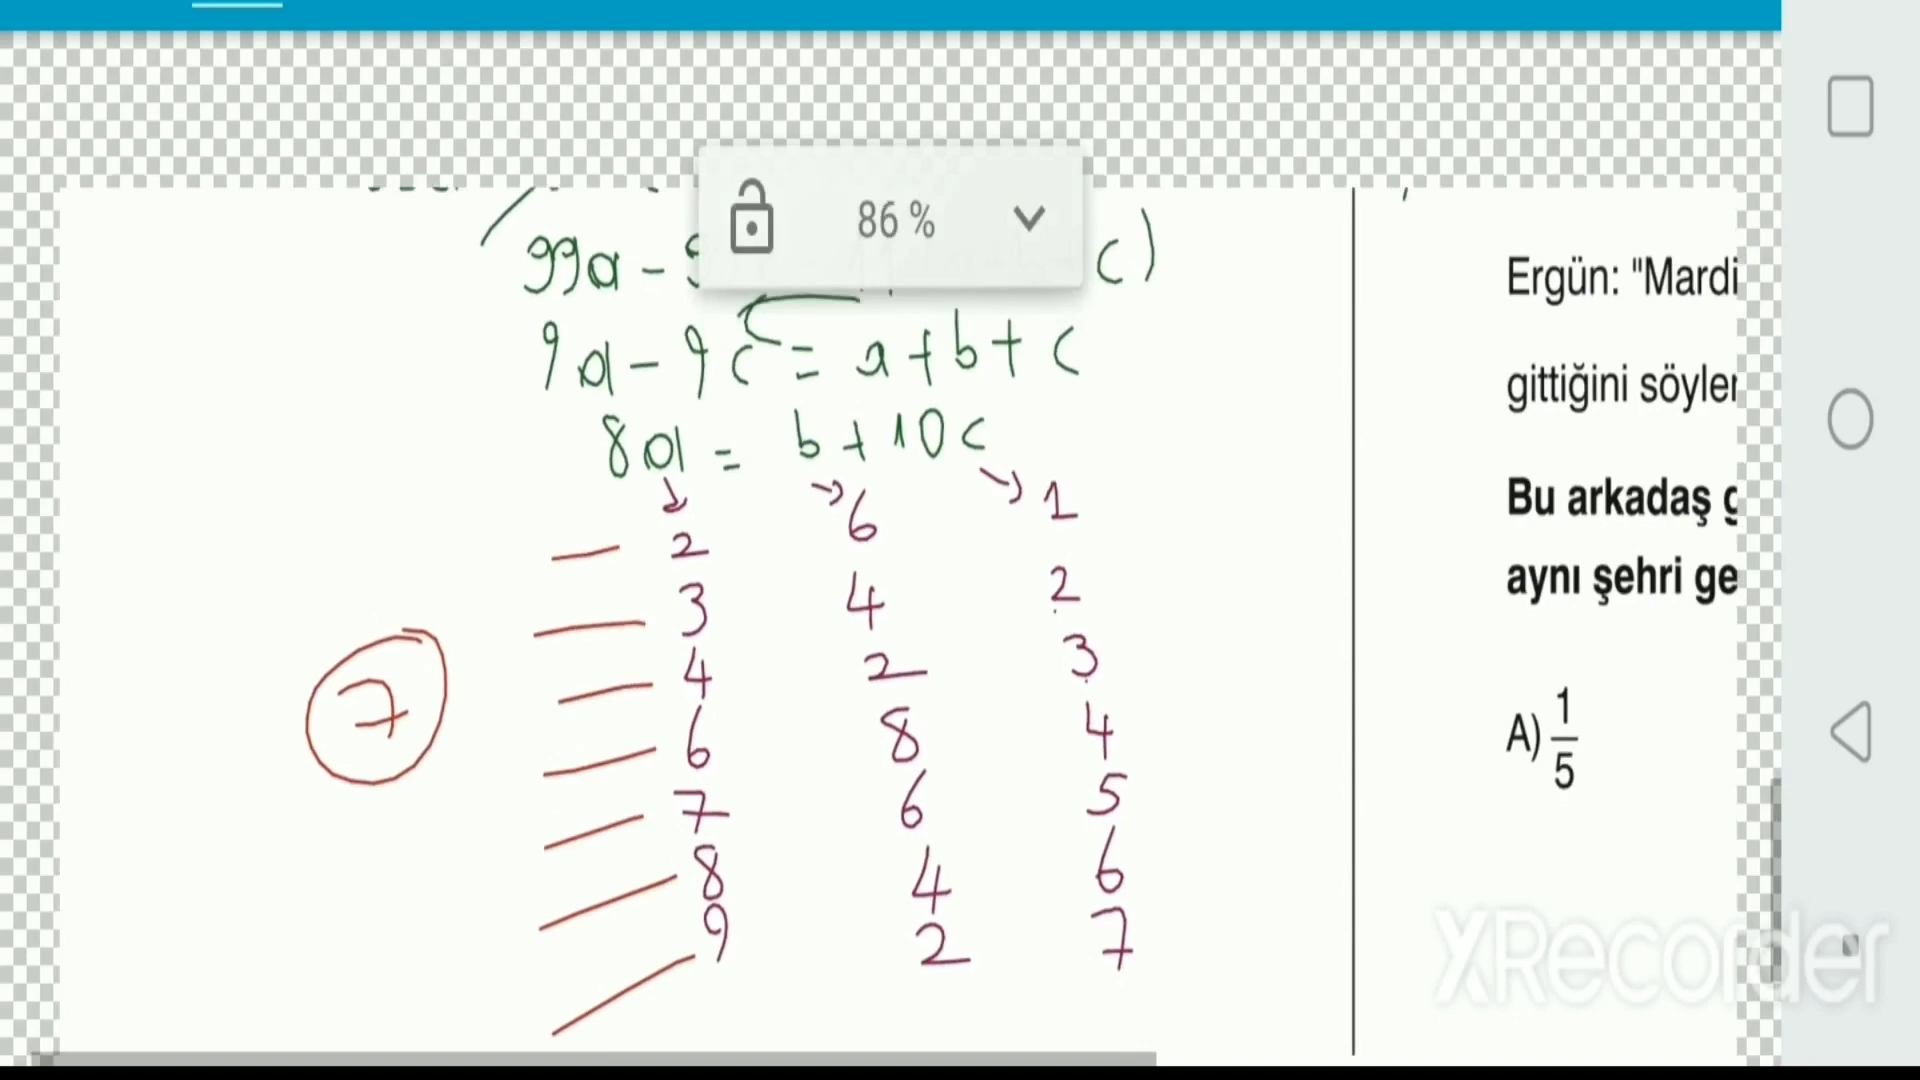 86 %
99a - c)
9a - 9c = a + b + c
8a = b + 10c
2 6 1
3 4 2
4 2 3
6 8 4
7 6 5
8 4 6
9 2 7
7
Ergün: "Mardi
gittiğini söyler
Bu arkadaş g
aynı şehri ge
A) 1/5
XRecorder